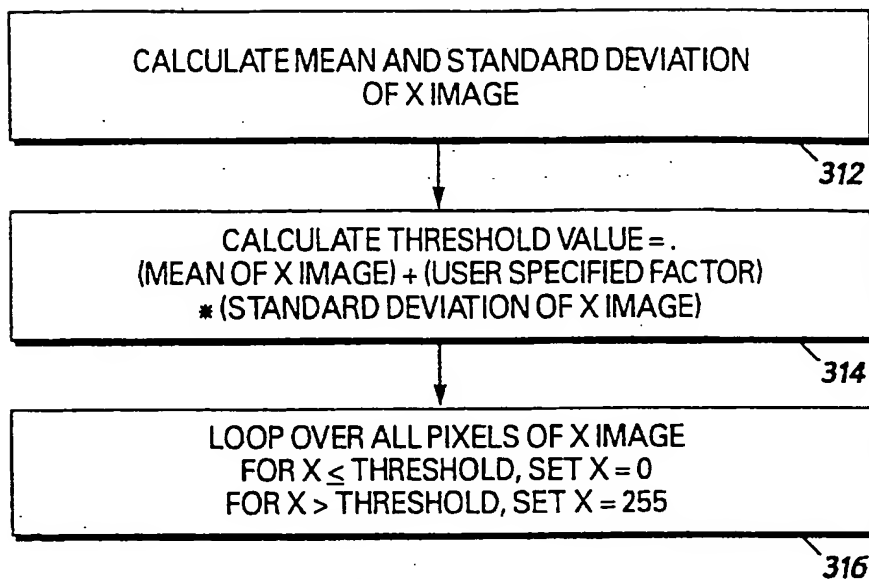 CALCULATE MEAN AND STANDARD DEVIATION
OF X IMAGE
312
CALCULATE THRESHOLD VALUE = .
(MEAN OF X IMAGE) + (USER SPECIFIED FACTOR)
* (STANDARD DEVIATION OF X IMAGE)
314
LOOP OVER ALL PIXELS OF X IMAGE
FOR X ≤ THRESHOLD, SET X = 0
FOR X > THRESHOLD, SET X = 255
316